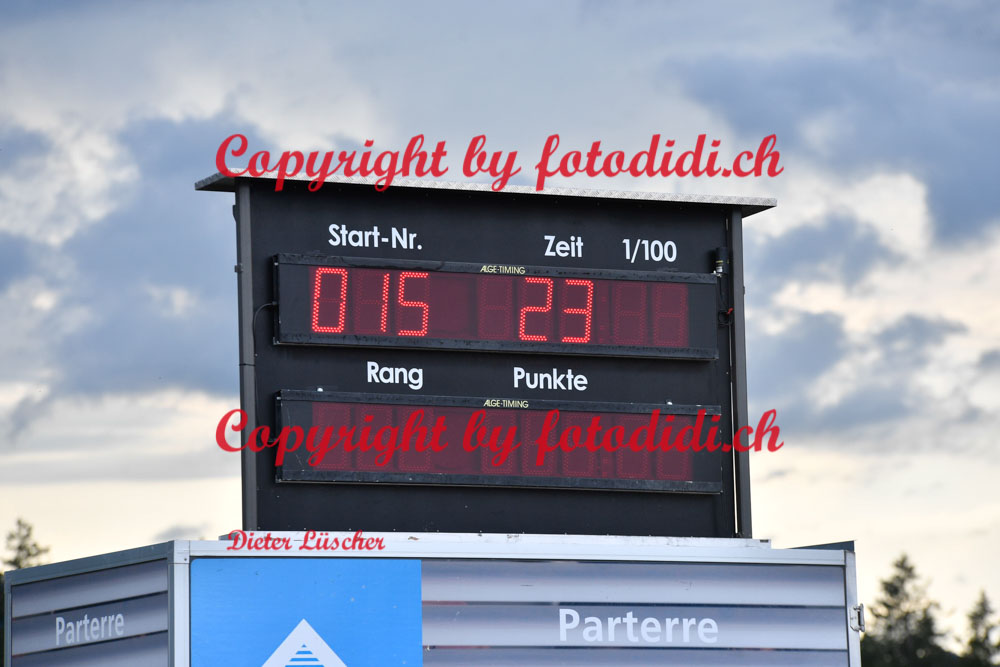 Copyright by fotodidi.ch
Start-Nr. Zeit 1/100
ALGE-TIMING
015 23
Rang Punkte
ALGE-TIMING
Copyright by fotodidi.ch
Dieter Lüscher
Parterre Parterre